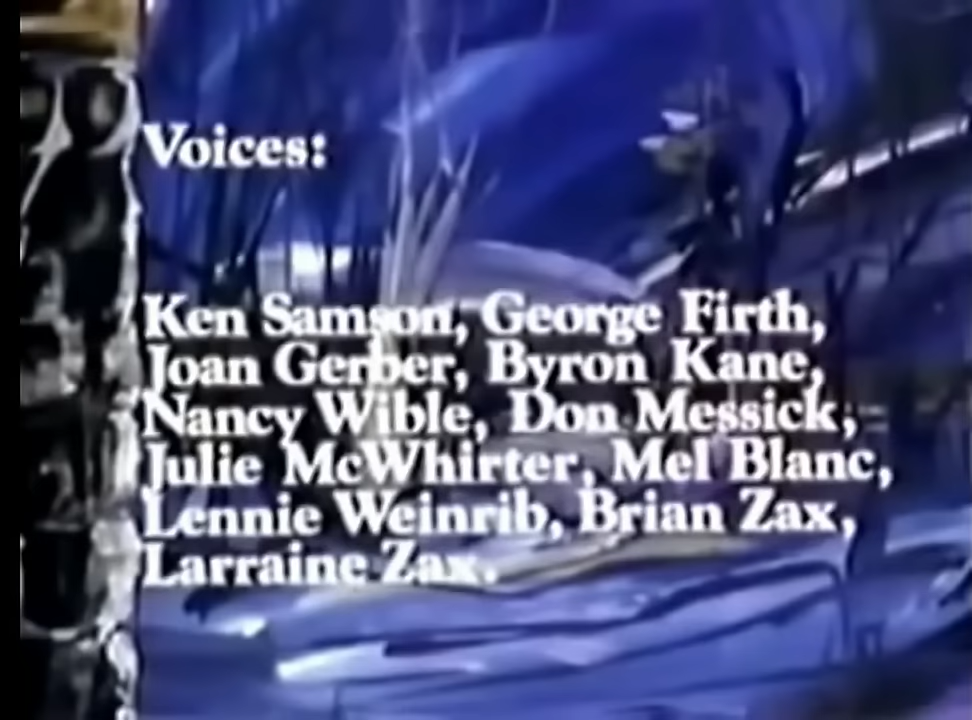 Voices:
Ken Samson, George Firth,
Joan Gerber, Byron Kane,
Nancy Wible, Don Messick,
Julie McWhirter, Mel Blanc,
Lennie Weinrib, Brian Zax,
Larraine Zax.